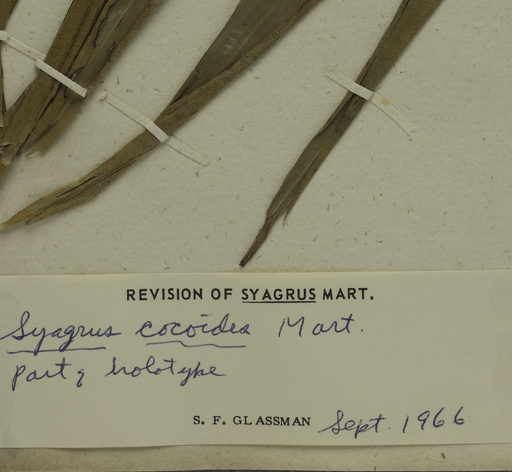 REVISION OF SYAGRUS MART.
Syagrus cocoides Mart.
Part of holotype
S. F. GLASSMAN Sept. 1966